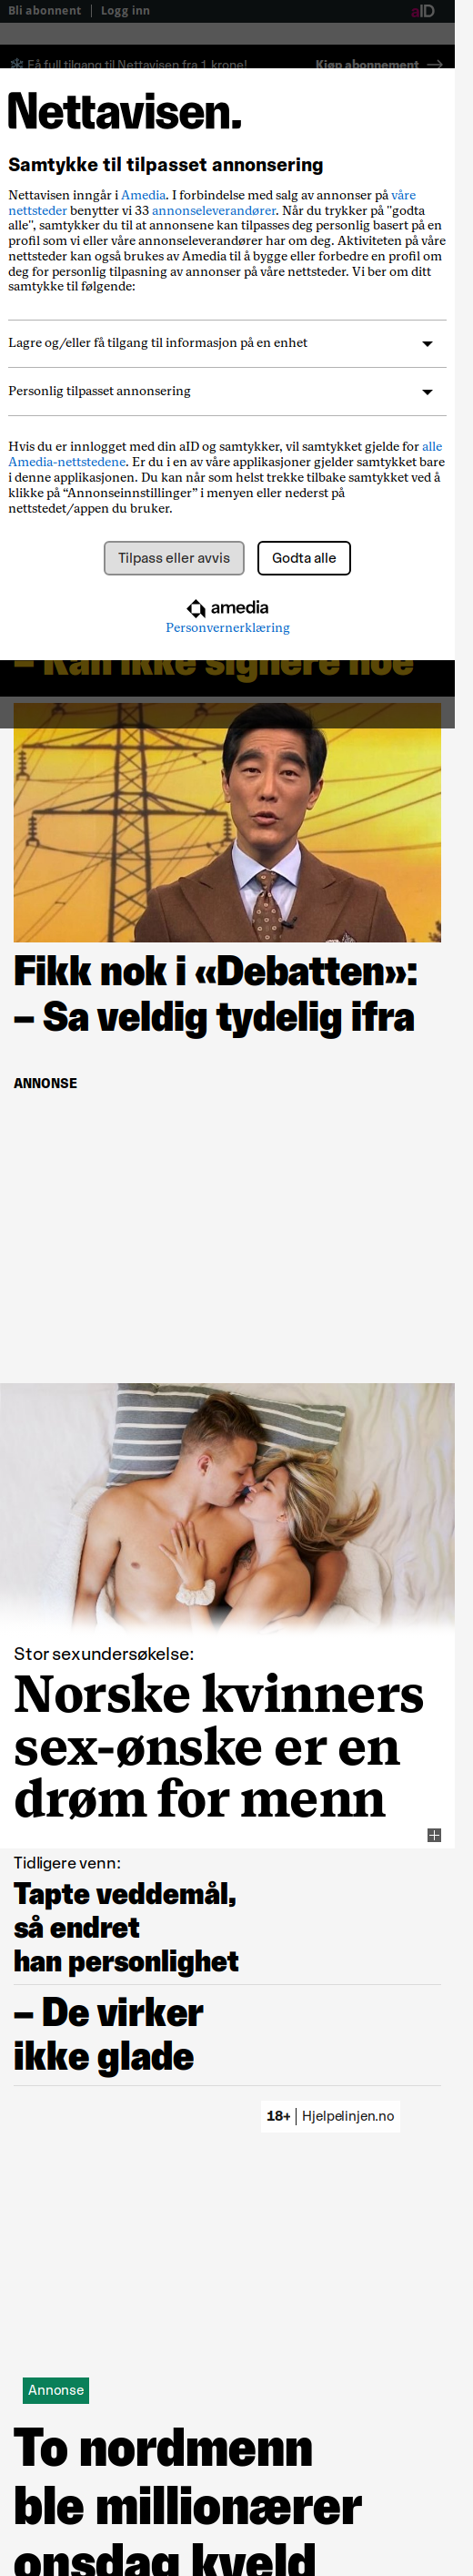 Bli abonnent | Logg inn
aID
Få full tilgang til Nettavisen fra 1 krone!
Kjøp abonnement →
Nettavisen.
Samtykke til tilpasset annonsering
Nettavisen inngår i Amedia. I forbindelse med salg av annonser på våre
nettsteder benytter vi 33 annonseleverandører. Når du trykker på "godta
alle", samtykker du til at annonsene kan tilpasses deg personlig basert på en
profil som vi eller våre annonseleverandører har om deg. Aktiviteten på våre
nettsteder kan også brukes av Amedia til å bygge eller forbedre en profil om
deg for personlig tilpasning av annonser på våre nettsteder. Vi ber om ditt
samtykke til følgende:
Lagre og/eller få tilgang til informasjon på en enhet
Personlig tilpasset annonsering
Hvis du er innlogget med din aID og samtykker, vil samtykket gjelde for alle
Amedia-nettstedene. Er du i en av våre applikasjoner gjelder samtykket bare
i denne applikasjonen. Du kan når som helst trekke tilbake samtykket ved å
klikke på “Annonseinnstillinger” i menyen eller nederst på
nettstedet/appen du bruker.
Tilpass eller avvis
Godta alle
amedia
Personvernerklæring
– Kan ikke signere noe
Fikk nok i «Debatten»:
– Sa veldig tydelig ifra
ANNONSE
Stor sexundersøkelse:
Norske kvinners
sex-ønske er en
drøm for menn
Tidligere venn:
Tapte veddemål,
så endret
han personlighet
– De virker
ikke glade
18+ | Hjelpelinjen.no
Annonse
To nordmenn
ble millionærer
onsdag kveld